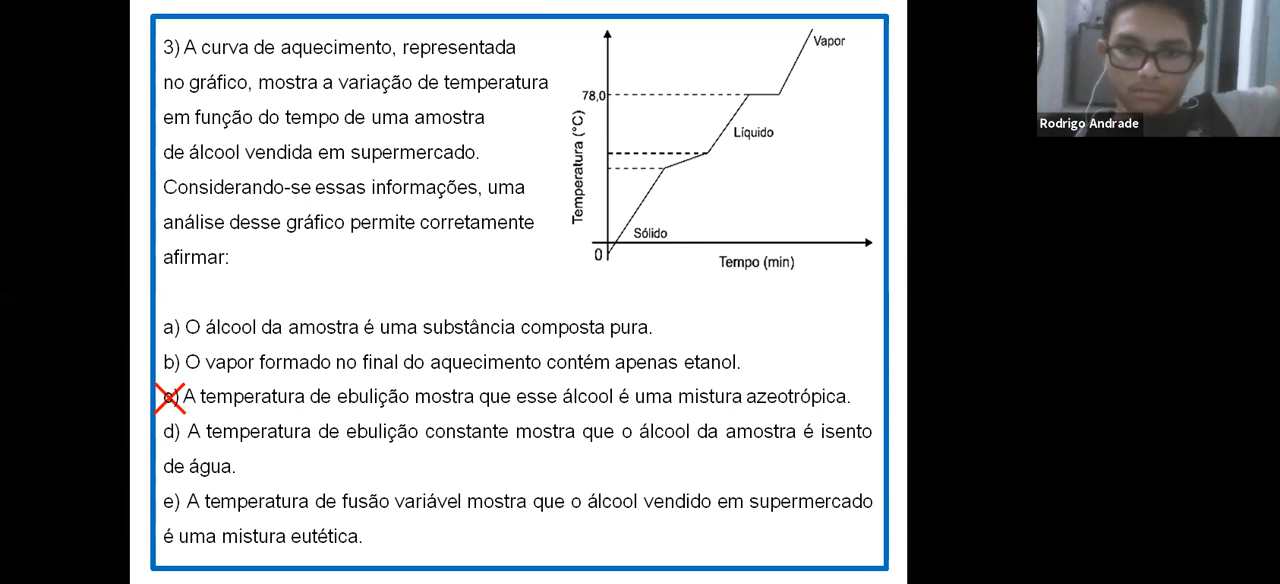 3) A curva de aquecimento, representada
no gráfico, mostra a variação de temperatura
em função do tempo de uma amostra
de álcool vendida em supermercado.
Considerando-se essas informações, uma
análise desse gráfico permite corretamente
afirmar:
Temperatura (°C)
78,0
Vapor
Líquido
Sólido
0
Tempo (min)
a) O álcool da amostra é uma substância composta pura.
b) O vapor formado no final do aquecimento contém apenas etanol.
c) A temperatura de ebulição mostra que esse álcool é uma mistura azeotrópica.
d) A temperatura de ebulição constante mostra que o álcool da amostra é isento
de água.
e) A temperatura de fusão variável mostra que o álcool vendido em supermercado
é uma mistura eutética.
Rodrigo Andrade